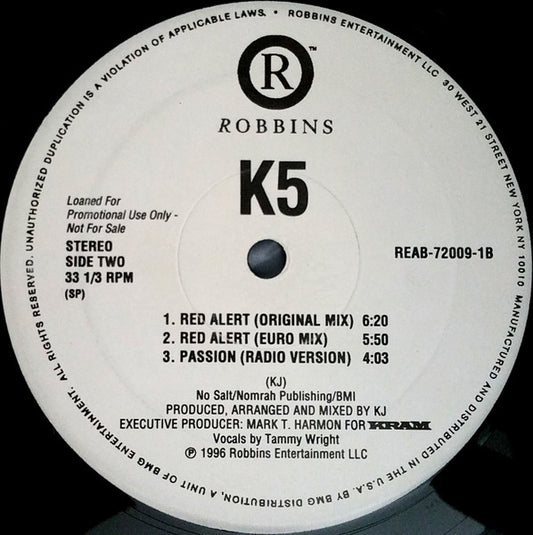 ALL RIGHTS RESERVED. UNAUTHORIZED DUPLICATION IS A VIOLATION OF APPLICABLE LAWS. • ROBBINS ENTERTAINMENT LLC 30 WEST 21 STREET NEW YORK NY 10010 MANUFACTURED AND DISTRIBUTED IN THE U.S.A. BY BMG DISTRIBUTION, A UNIT OF BMG ENTERTAINMENT.
R ™
ROBBINS
K5
Loaned For
Promotional Use Only -
Not For Sale
STEREO
SIDE TWO
33 1/3 RPM
(SP)
REAB-72009-1B
1. RED ALERT (ORIGINAL MIX) 6:20
2. RED ALERT (EURO MIX) 5:50
3. PASSION (RADIO VERSION) 4:03
(KJ)
No Salt/Nomrah Publishing/BMI
PRODUCED, ARRANGED AND MIXED BY KJ
EXECUTIVE PRODUCER: MARK T. HARMON FOR KRAM
Vocals by Tammy Wright
℗ 1996 Robbins Entertainment LLC